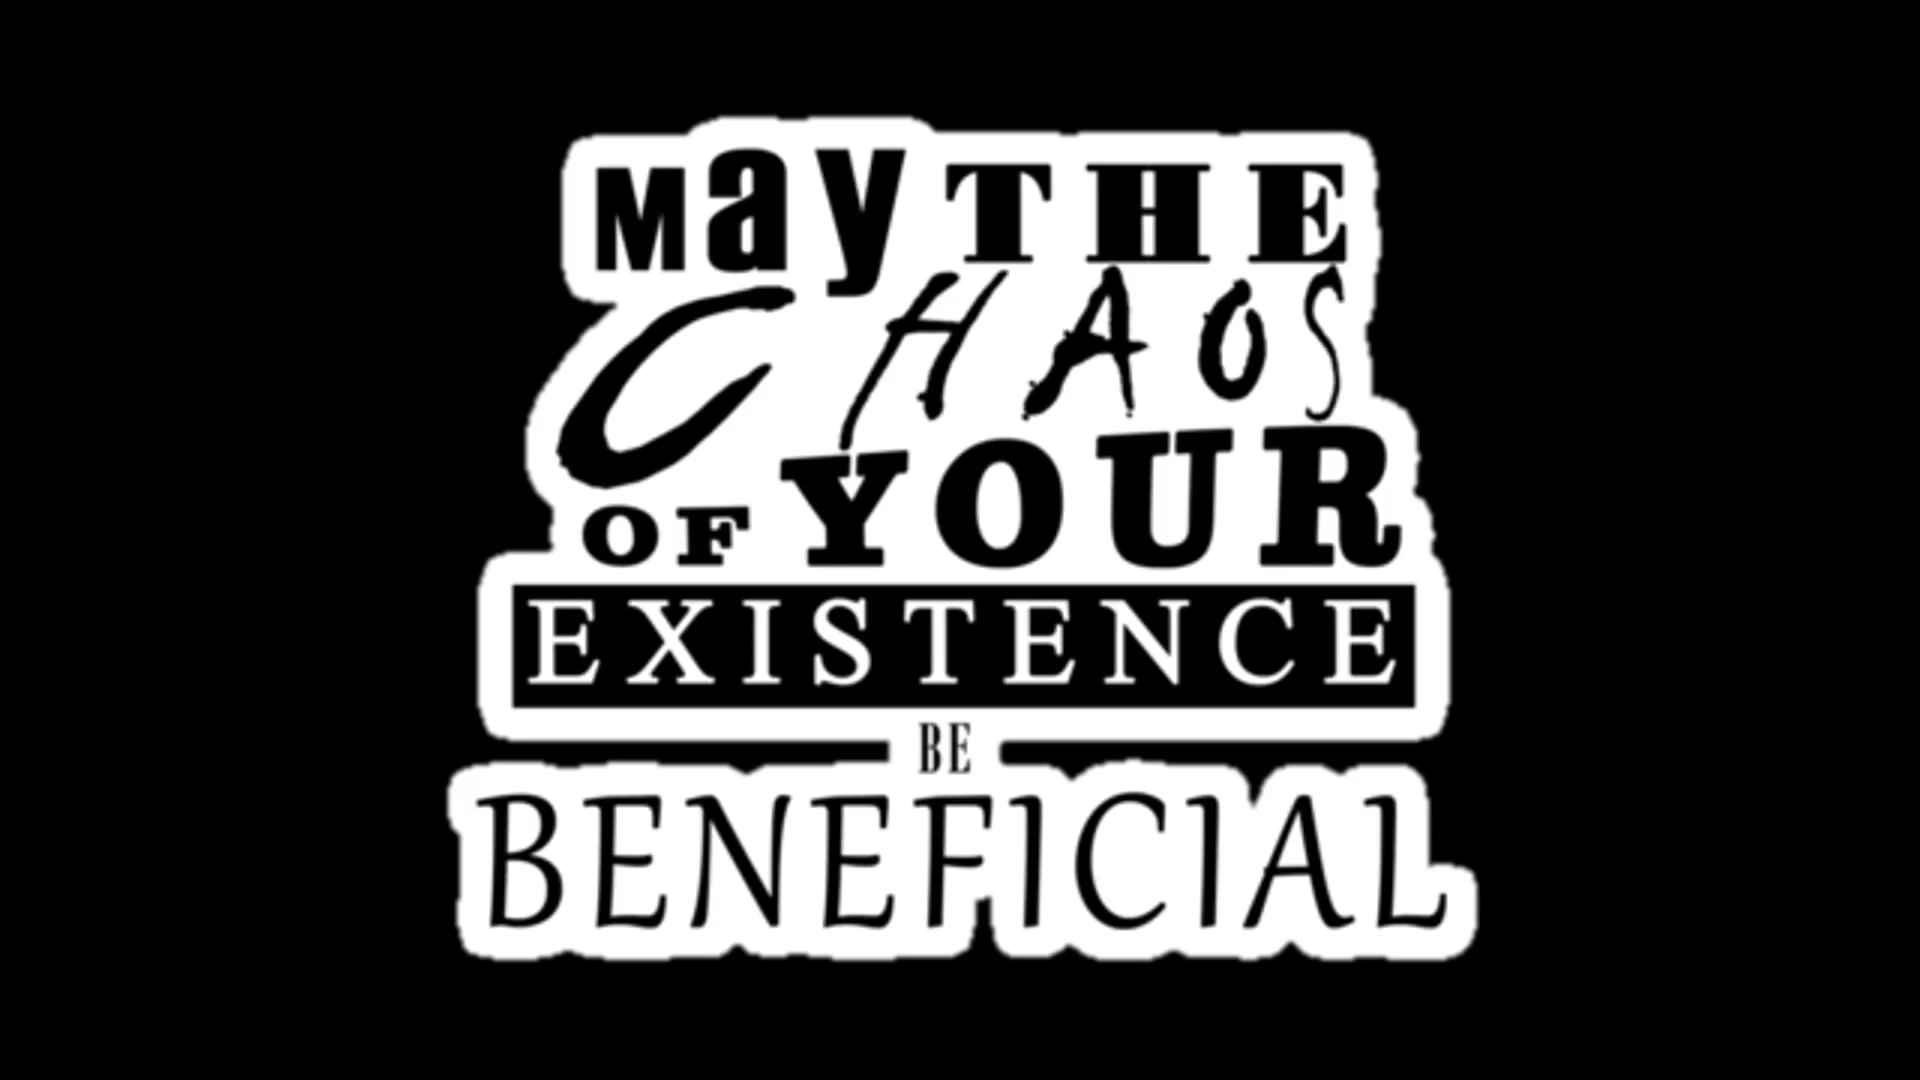 May THE
CHAOS
OF YOUR
EXISTENCE
BE
BENEFICIAL